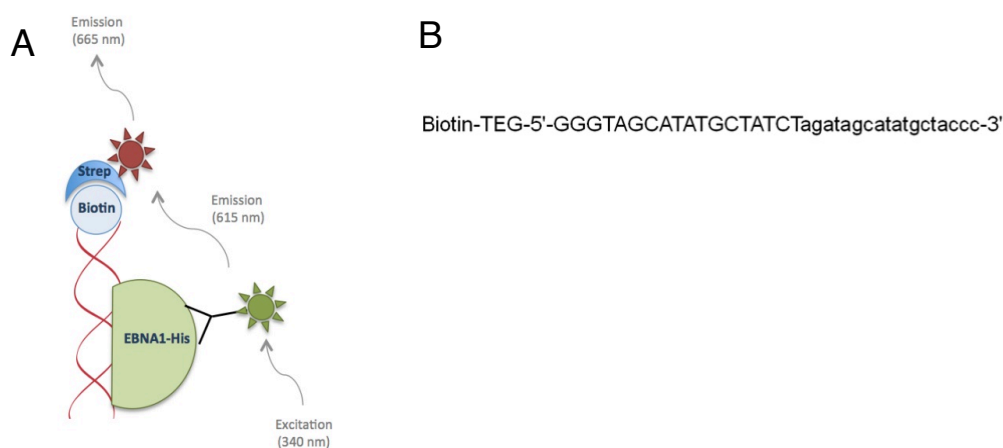 A
Emission
(665 nm)
Strep
Biotin
Emission
(615 nm)
EBNA1-His
Excitation
(340 nm)
B
Biotin-TEG-5'-GGGTAGCATATGCTATCTagatagcatatgctaccc-3'